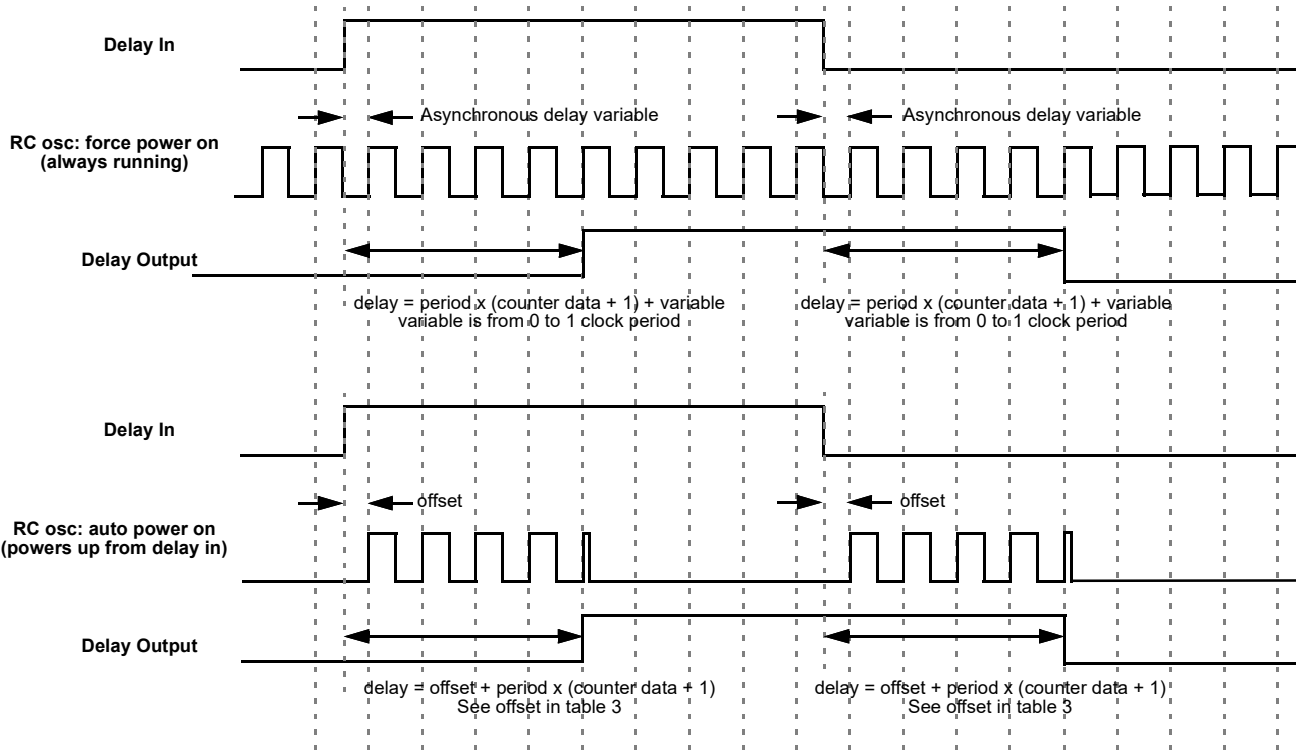 Delay In
Asynchronous delay variable
Asynchronous delay variable
RC osc: force power on
(always running)
Delay Output
delay = period x (counter data + 1) + variable
variable is from 0 to 1 clock period
delay = period x (counter data + 1) + variable
variable is from 0 to 1 clock period
Delay In
offset
offset
RC osc: auto power on
(powers up from delay in)
Delay Output
delay = offset + period x (counter data + 1)
See offset in table 3
delay = offset + period x (counter data + 1)
See offset in table 3